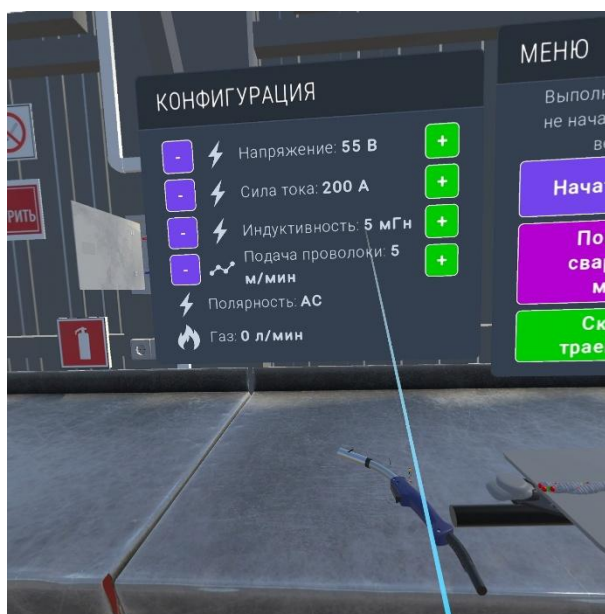 КОНФИГУРАЦИЯ
- Напряжение: 55 В +
- Сила тока: 200 А +
- Индуктивность: 5 мГн +
- Подача проволоки: 5 +
м/мин
Полярность: AC
Газ: 0 л/мин
МЕНЮ
Выполн
не нача
Нача
По
свар
м
Ск
трае
РИТЬ